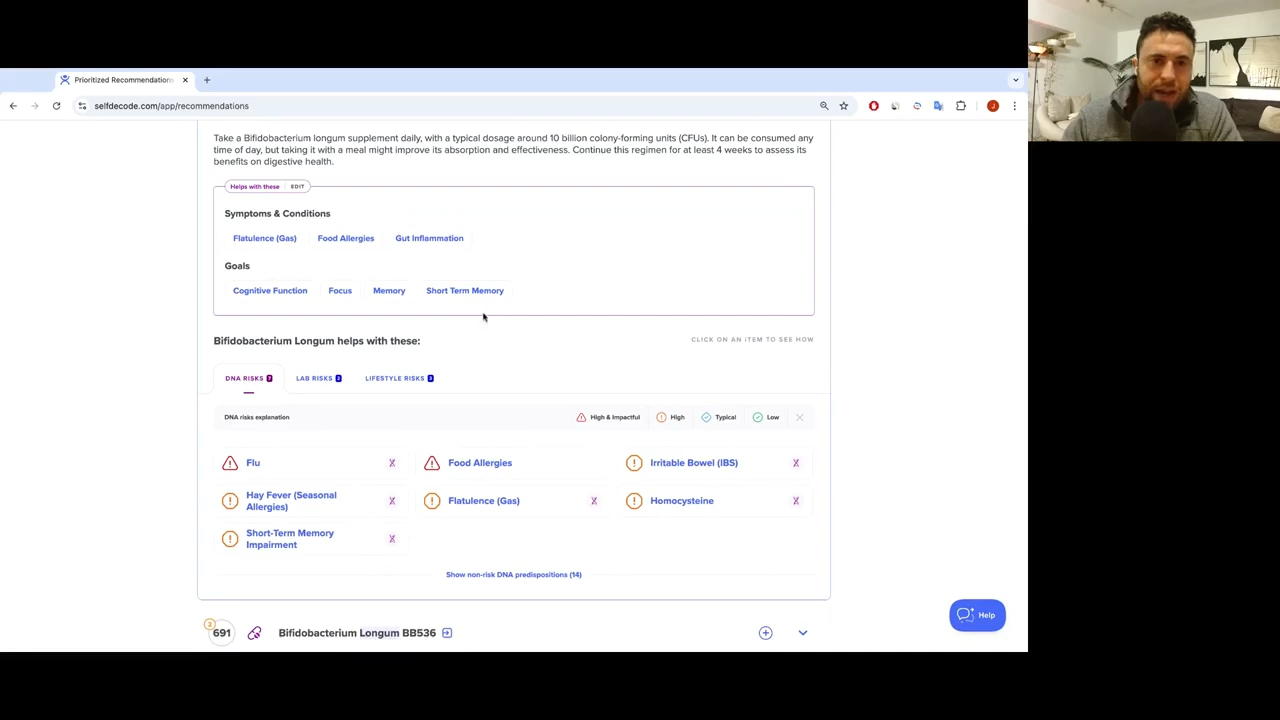 Prioritized Recommendations
selfdecode.com/app/recommendations
J
Take a Bifidobacterium longum supplement daily, with a typical dosage around 10 billion colony-forming units (CFUs). It can be consumed any
time of day, but taking it with a meal might improve its absorption and effectiveness. Continue this regimen for at least 4 weeks to assess its
benefits on digestive health.
Helps with these EDIT
Symptoms & Conditions
Flatulence (Gas) Food Allergies Gut Inflammation
Goals
Cognitive Function Focus Memory Short Term Memory
Bifidobacterium Longum helps with these: CLICK ON AN ITEM TO SEE HOW
DNA RISKS 7 LAB RISKS LIFESTYLE RISKS
DNA risks explanation High & Impactful High Typical Low
Flu Food Allergies Irritable Bowel (IBS)
Hay Fever (Seasonal
Allergies) Flatulence (Gas) Homocysteine
Short-Term Memory
Impairment
Show non-risk DNA predispositions (14)
691 Bifidobacterium Longum BB536
Help